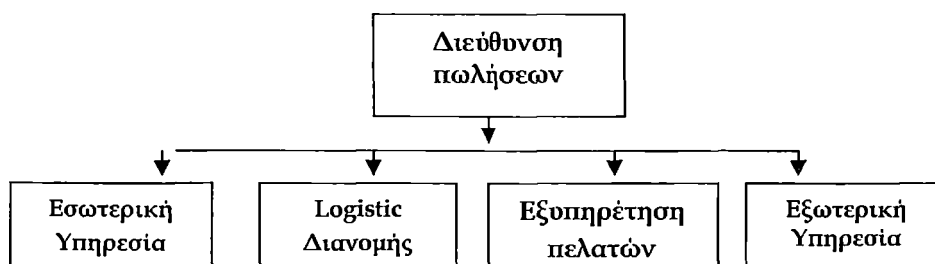 Διεύθυνση
πωλήσεων
Εσωτερική
Υπηρεσία
Logistic
Διανομής
Εξυπηρέτηση
πελατών
Εξωτερική
Υπηρεσία